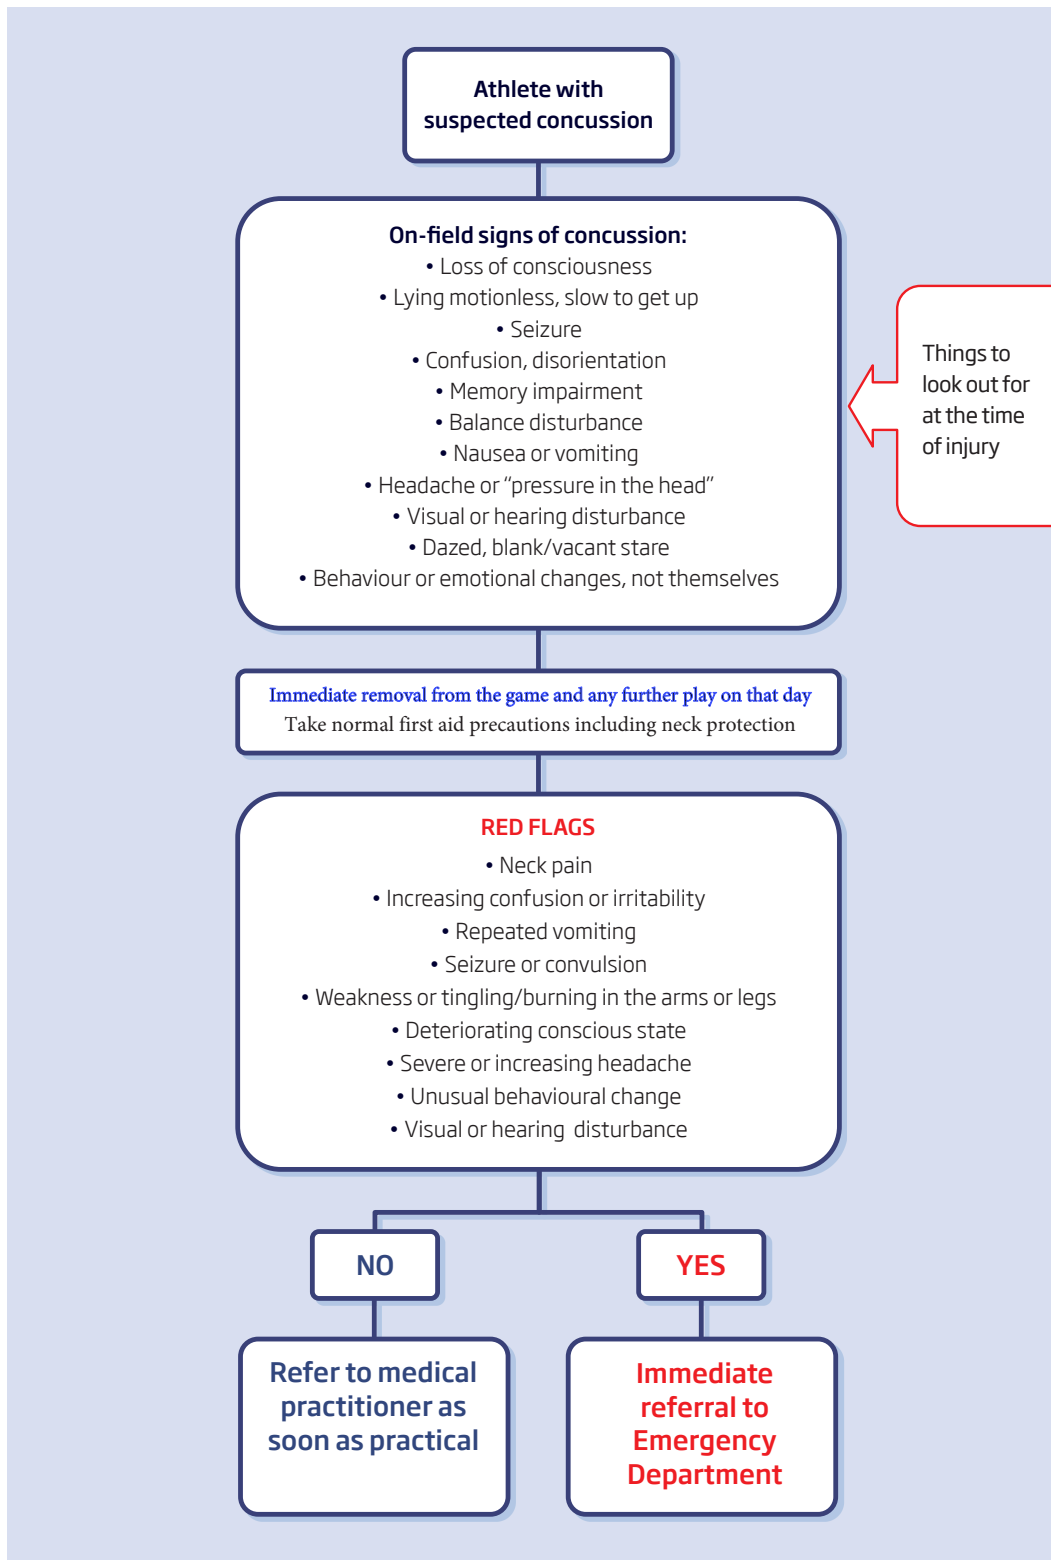 Athlete with
suspected concussion
On-field signs of concussion:
• Loss of consciousness
• Lying motionless, slow to get up
• Seizure
• Confusion, disorientation
• Memory impairment
• Balance disturbance
• Nausea or vomiting
• Headache or “pressure in the head”
• Visual or hearing disturbance
• Dazed, blank/vacant stare
• Behaviour or emotional changes, not themselves
Things to
look out for
at the time
of injury
Immediate removal from the game and any further play on that day
Take normal first aid precautions including neck protection
RED FLAGS
• Neck pain
• Increasing confusion or irritability
• Repeated vomiting
• Seizure or convulsion
• Weakness or tingling/burning in the arms or legs
• Deteriorating conscious state
• Severe or increasing headache
• Unusual behavioural change
• Visual or hearing disturbance
NO
YES
Refer to medical
practitioner as
soon as practical
Immediate
referral to
Emergency
Department